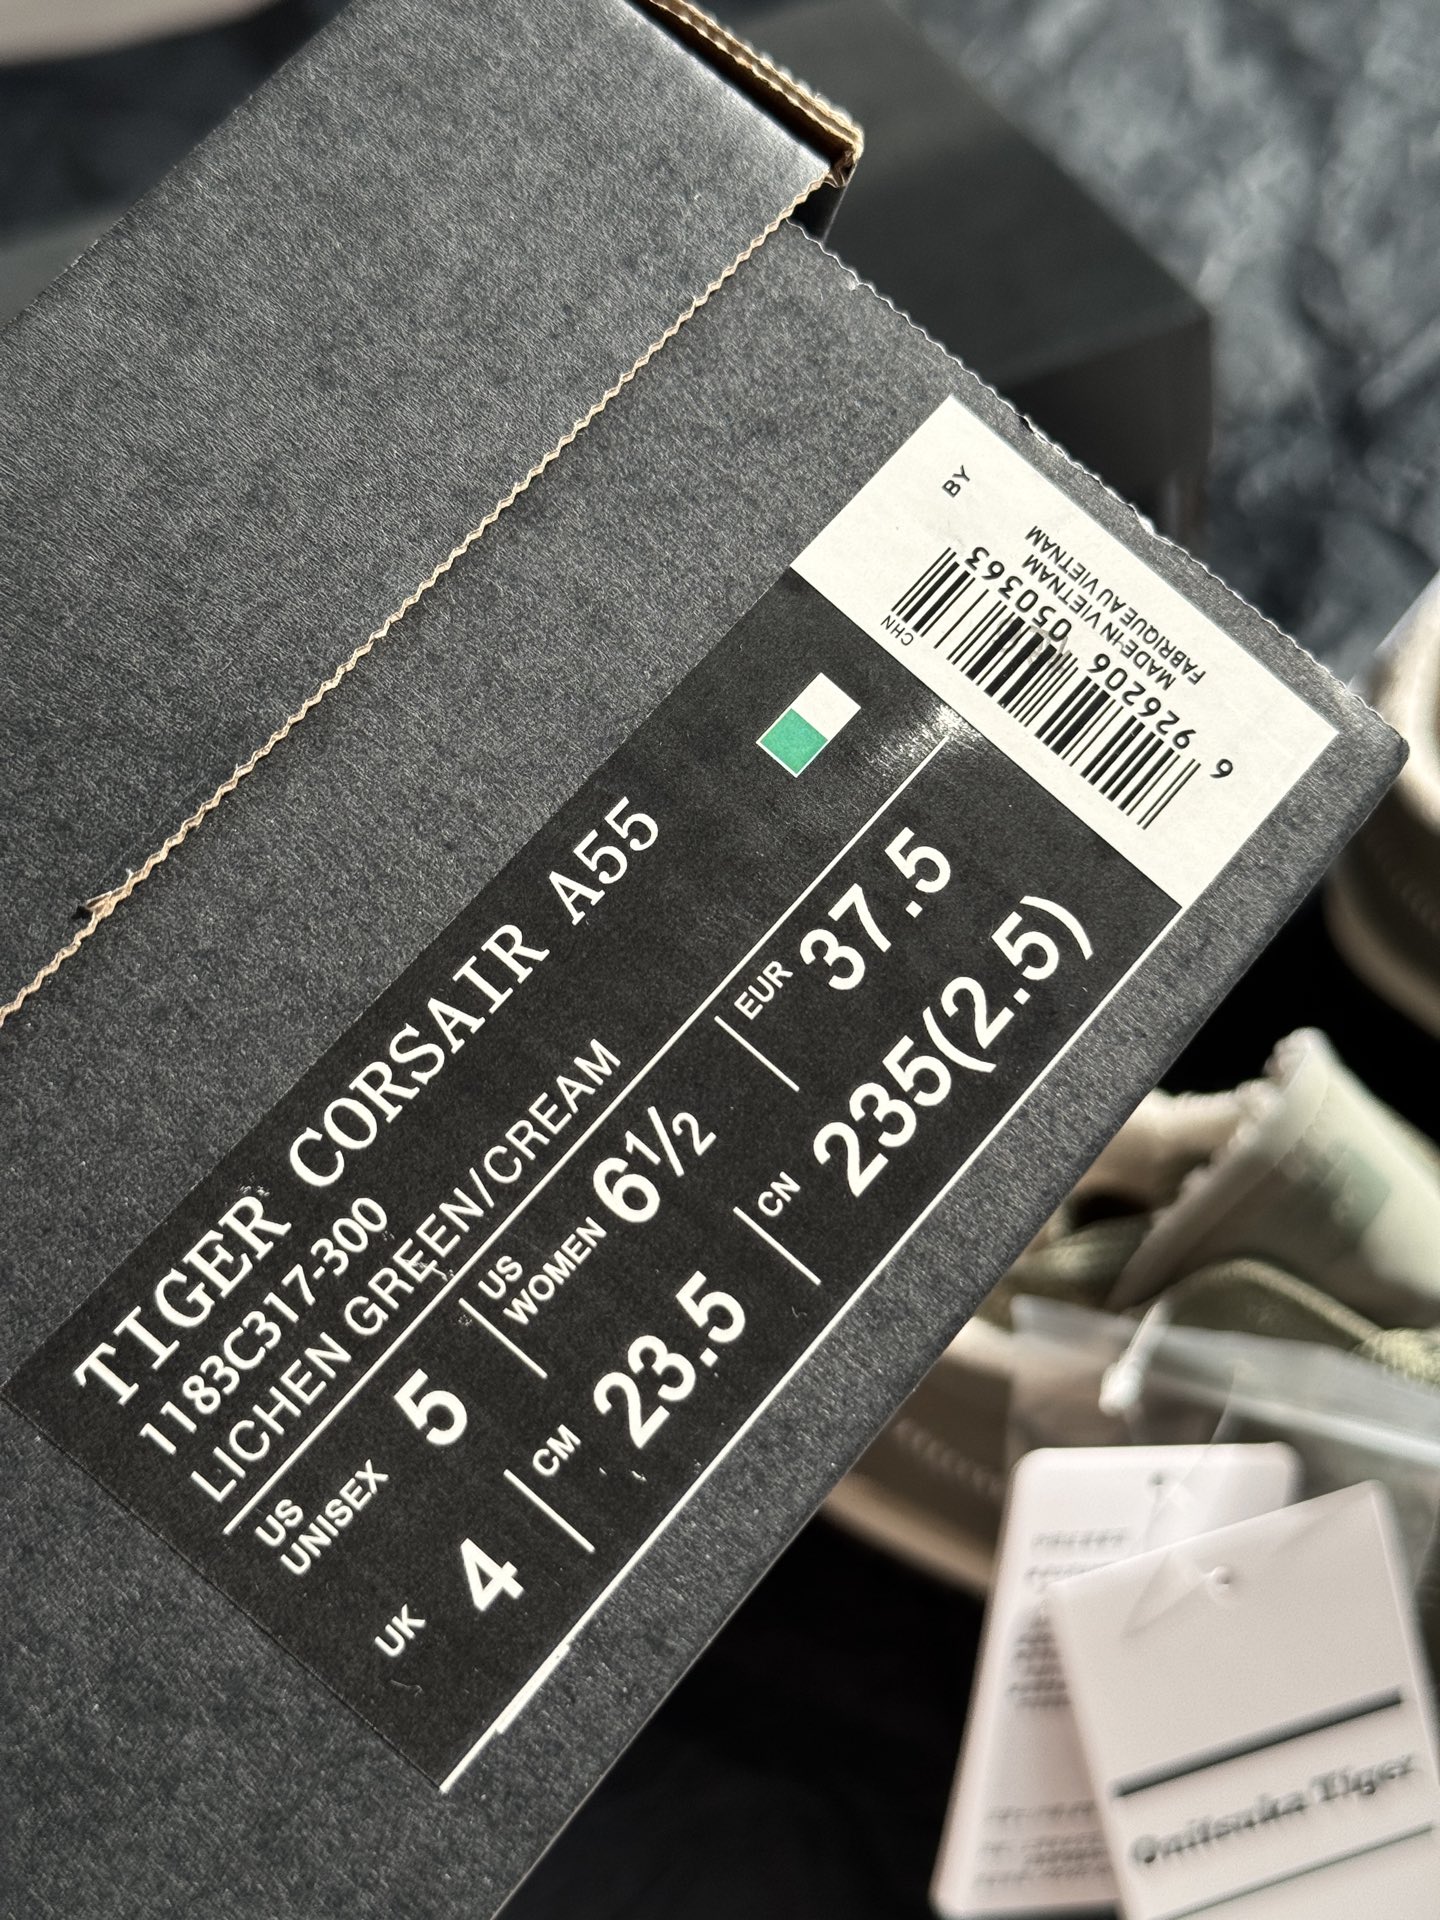 BY
CHN
6 926206 050363
MADE IN VIETNAM
FABRIQUE AU VIETNAM
TIGER CORSAIR A55
1183C317-300
LICHEN GREEN/CREAM
US UNISEX 5
US WOMEN 6½
EUR 37.5
UK 4
CM 23.5
CN 235(2.5)
Onitsuka Tiger